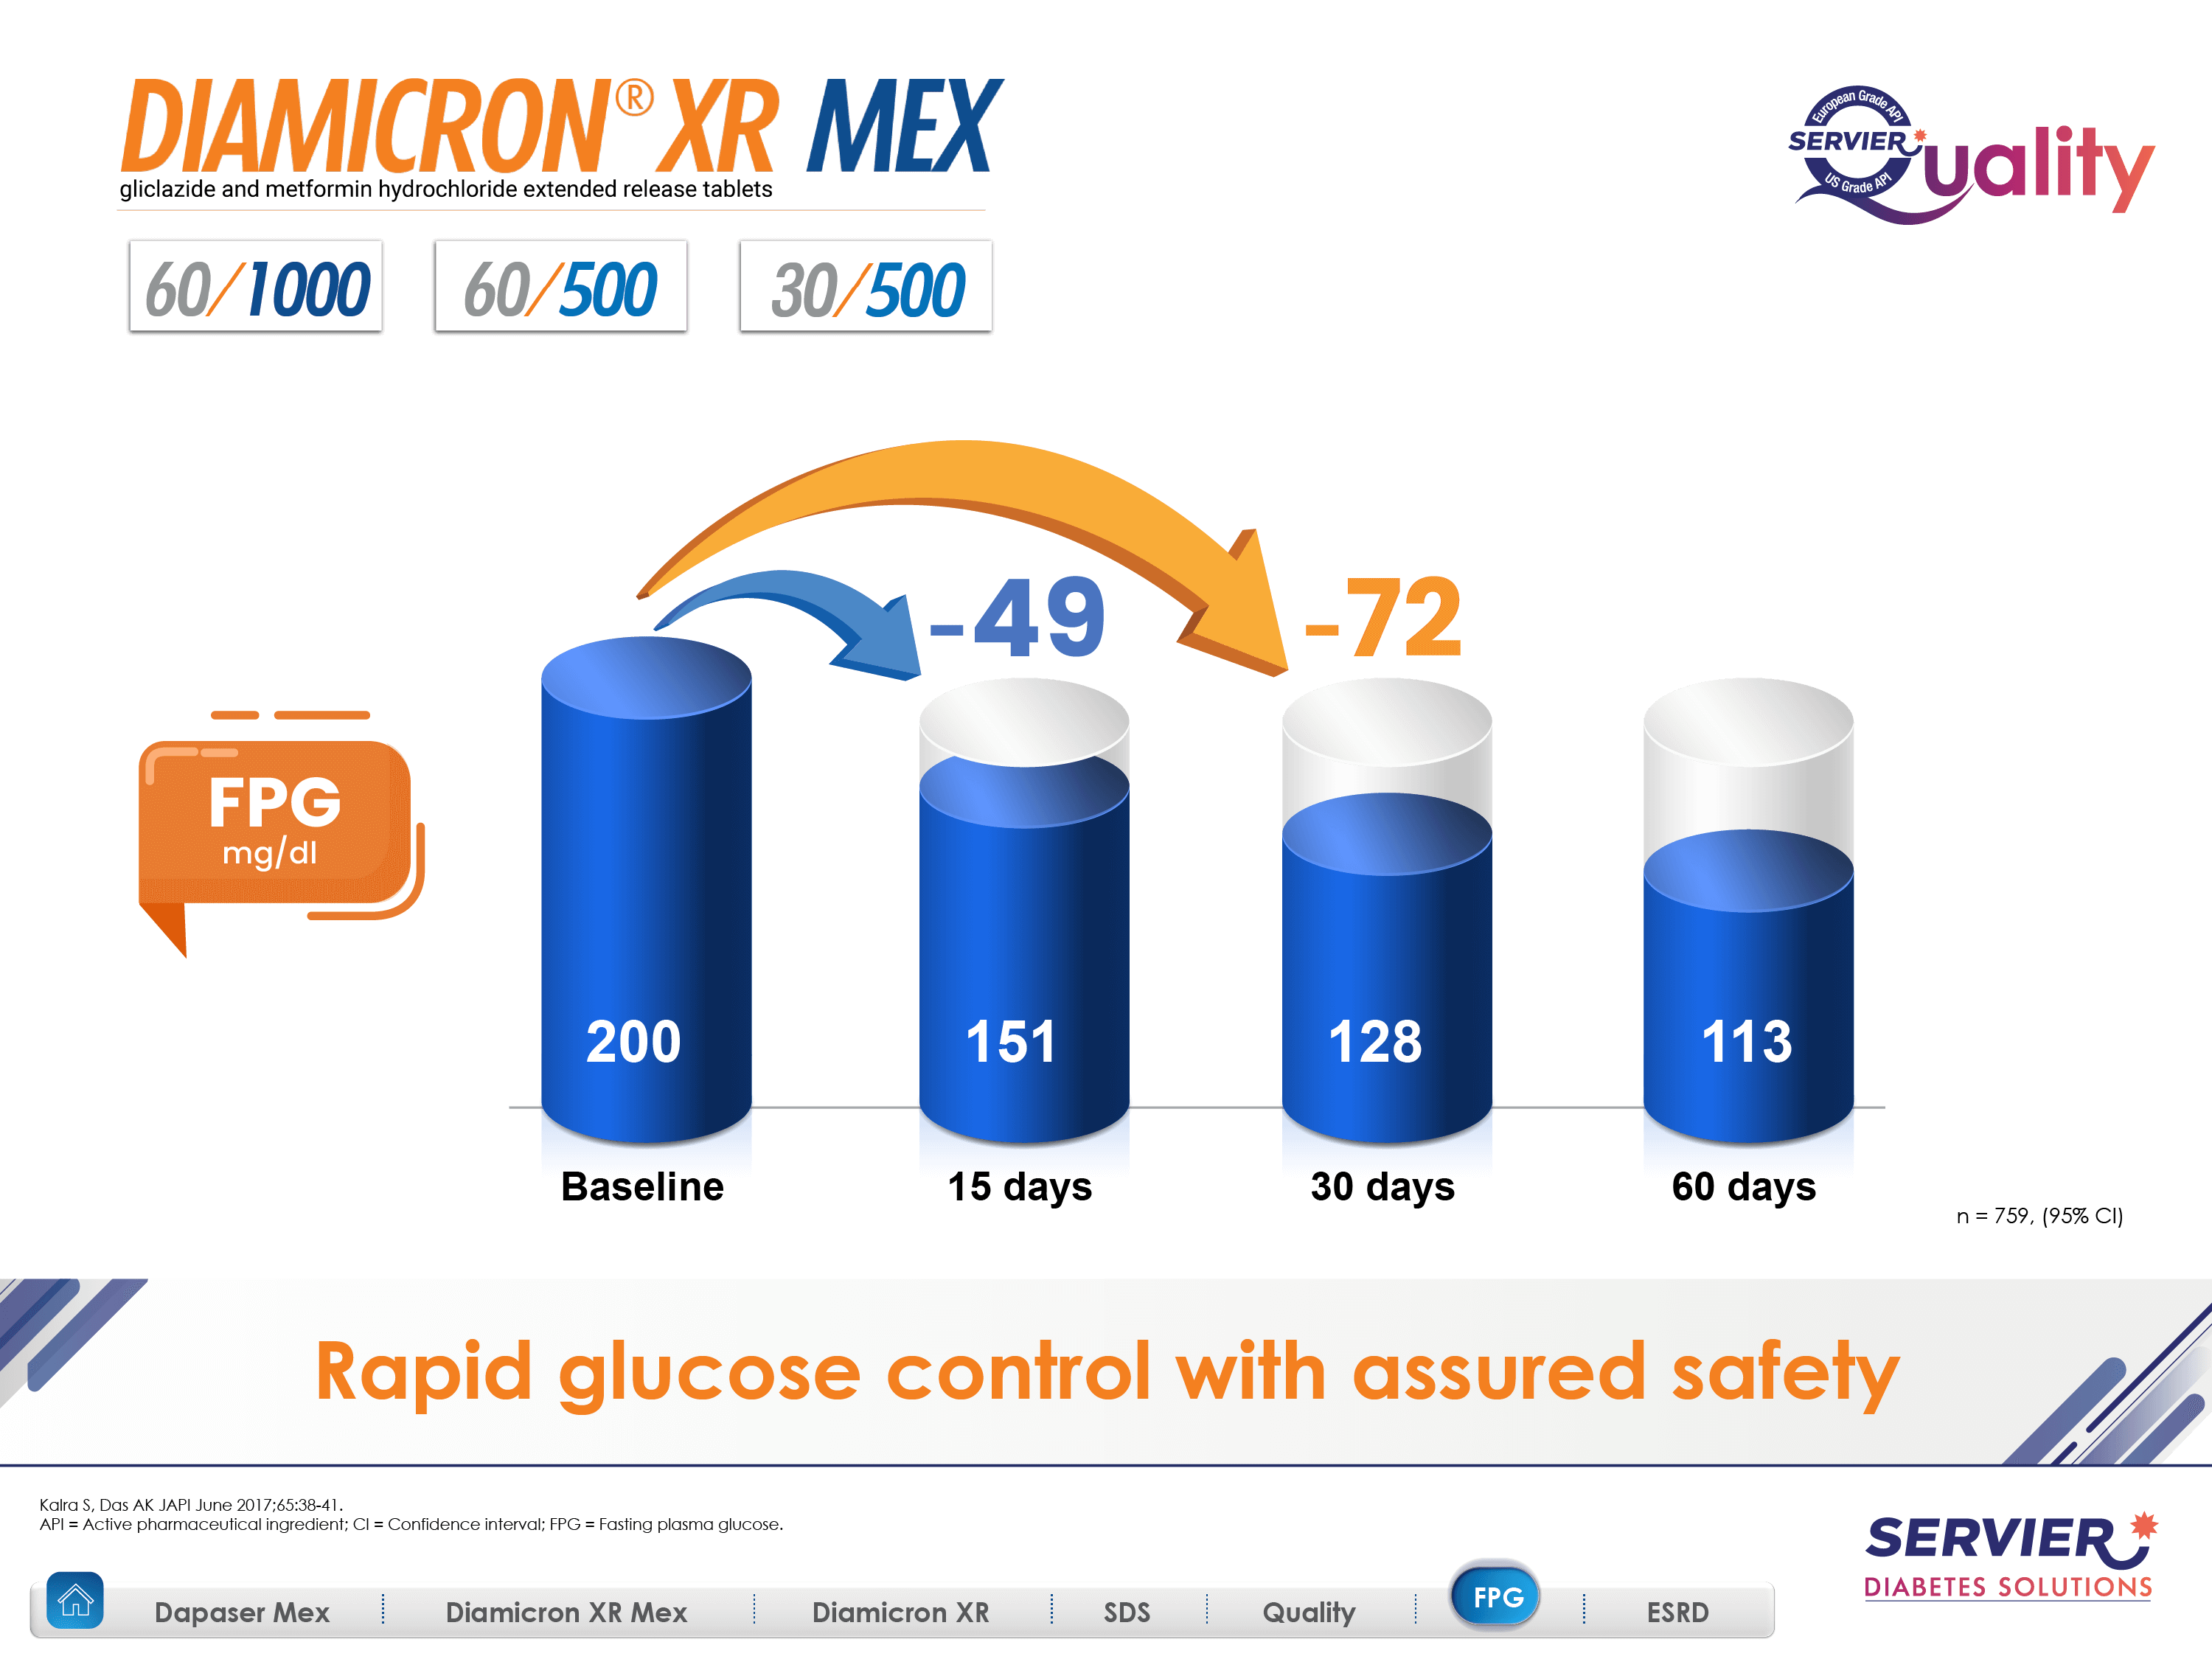 DIAMICRON® XR MEX
gliclazide and metformin hydrochloride extended release tablets
60/1000
60/500
30/500
European Grade API
SERVIER
Quality
US Grade API
-49
-72
FPG
mg/dl
200
151
128
113
Baseline
15 days
30 days
60 days
n = 759, (95% CI)
Rapid glucose control with assured safety
Kalra S, Das AK JAPI June 2017;65:38-41.
API = Active pharmaceutical ingredient; CI = Confidence interval; FPG = Fasting plasma glucose.
SERVIER
DIABETES SOLUTIONS
Dapaser Mex
Diamicron XR Mex
Diamicron XR
SDS
Quality
FPG
ESRD